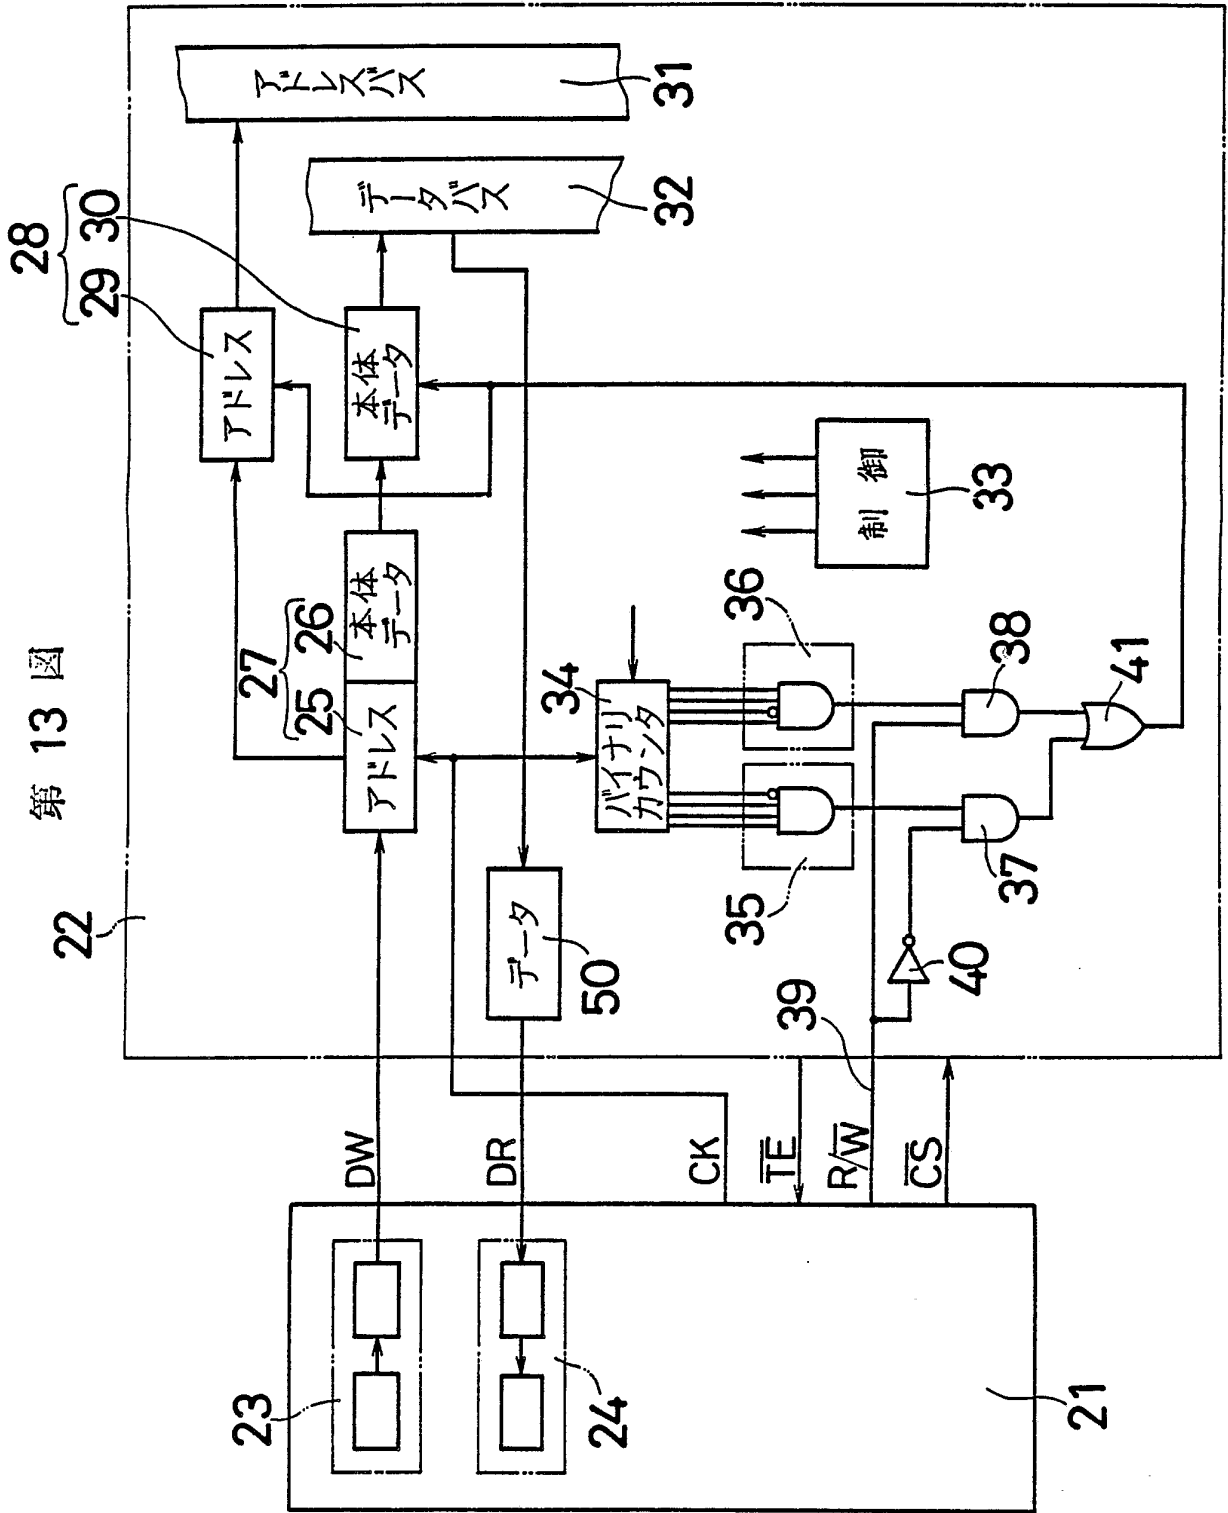 第 13 図
22
28
29 30
アドレス
アドレスバス
31
27
25 26
アドレス
本体
データ
本体
データ
データバス
32
23
DW
24
DR
データ
50
CK
34
バイナリ
カウンタ
35
36
制 御
33
TE
39
R/W
40
37
38
CS
41
21